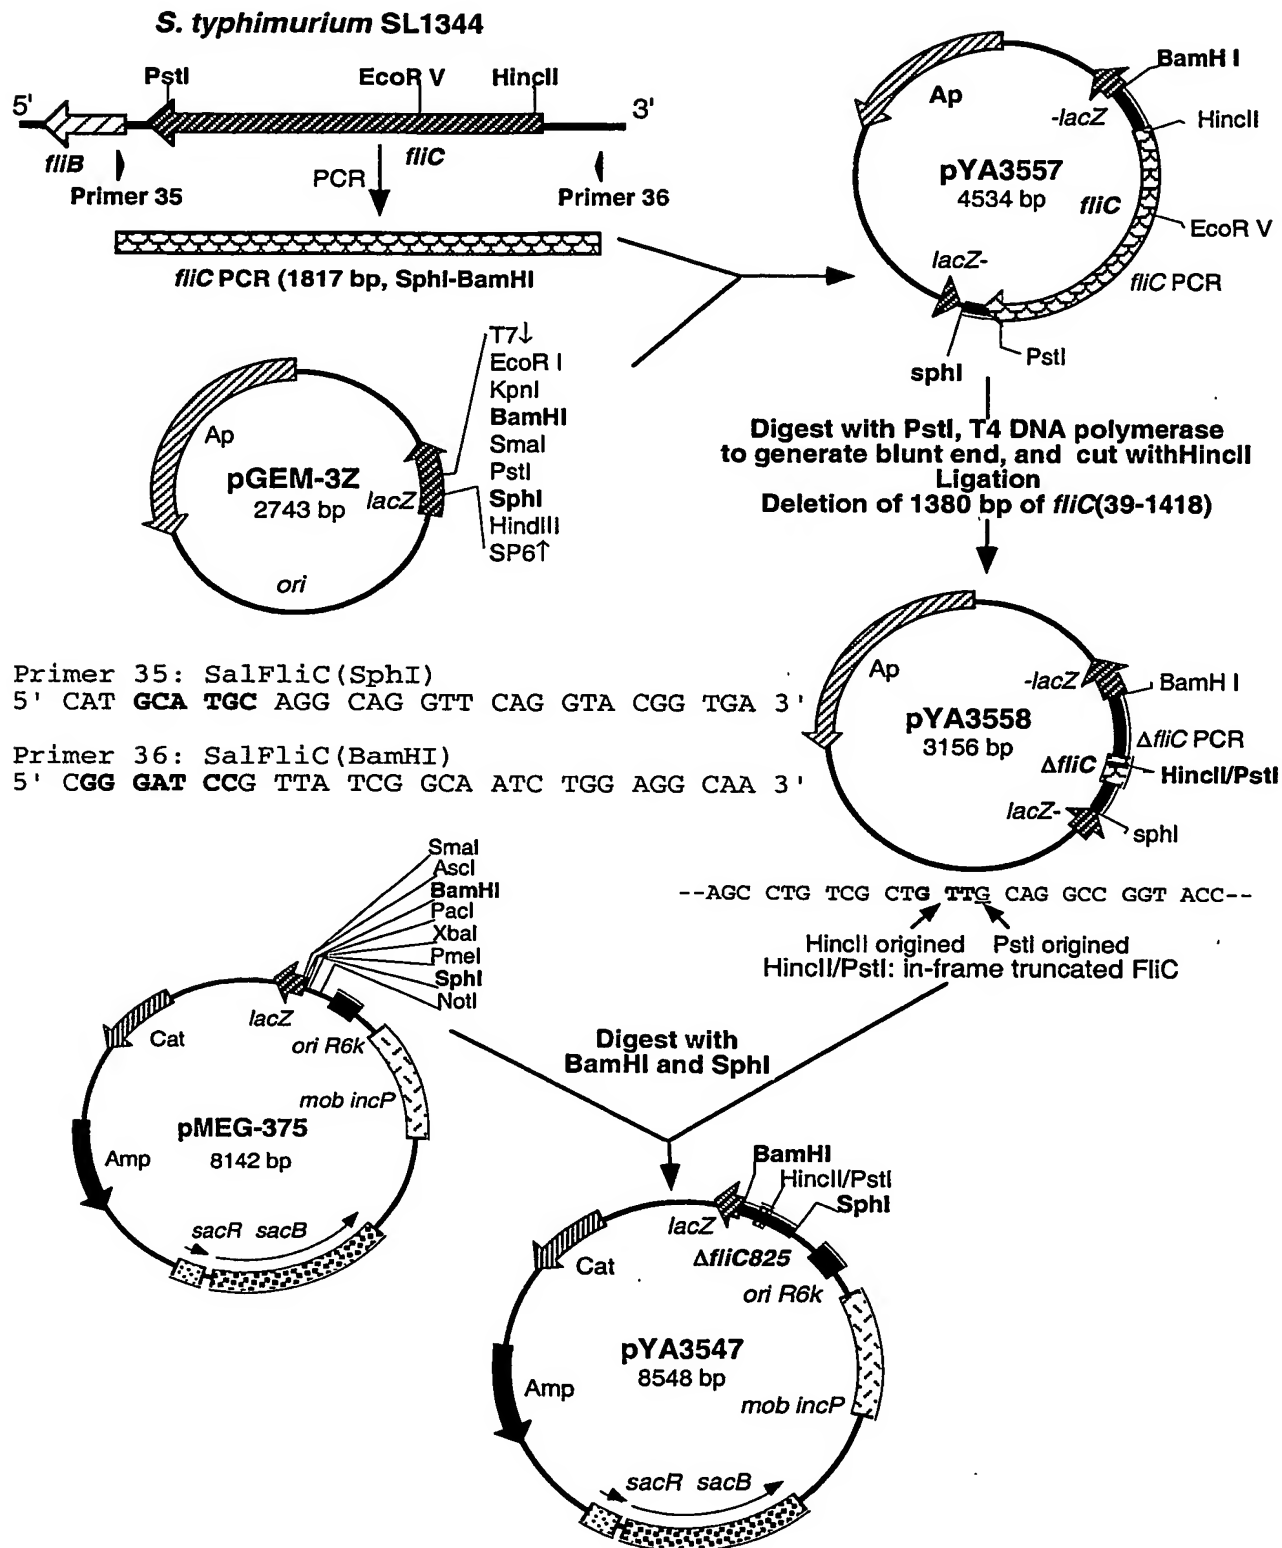 S. typhimurium SL1344
PstI
EcoR V
HincII
5'
3'
fliB
fliC
Primer 35
PCR
Primer 36
fliC PCR (1817 bp, SphI-BamHI
Ap
BamH I
-lacZ
HincII
pYA3557
4534 bp
fliC
EcoR V
lacZ-
fliC PCR
PstI
sphI
T7↓
EcoR I
KpnI
BamHI
SmaI
PstI
SphI
HindIII
SP6↑
Ap
pGEM-3Z
2743 bp
lacZ
ori
Digest with PstI, T4 DNA polymerase
to generate blunt end, and cut withHincII
Ligation
Deletion of 1380 bp of fliC(39-1418)
Primer 35: SalFliC(SphI)
5' CAT GCA TGC AGG CAG GTT CAG GTA CGG TGA 3'
Primer 36: SalFliC(BamHI)
5' CGG GAT CCG TTA TCG GCA ATC TGG AGG CAA 3'
Ap
-lacZ
BamH I
pYA3558
3156 bp
ΔfliC PCR
ΔfliC
HincII/PstI
lacZ-
sphI
--AGC CTG TCG CTG TTG CAG GCC GGT ACC--
HincII origined PstI origined
HincII/PstI: in-frame truncated FliC
SmaI
AscI
BamHI
PacI
XbaI
PmeI
SphI
NotI
lacZ
Cat
ori R6k
mob incP
pMEG-375
8142 bp
Amp
sacR sacB
Digest with
BamHI and SphI
BamHI
HincII/PstI
SphI
lacZ
ΔfliC825
Cat
ori R6k
pYA3547
8548 bp
Amp
mob incP
sacR sacB